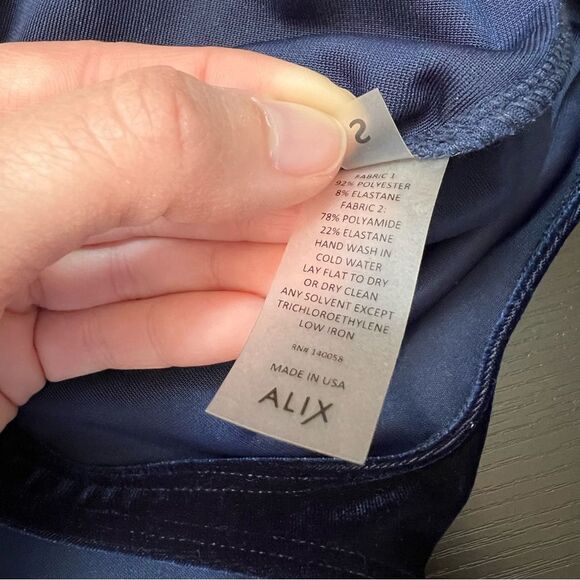 S
FABRIC 1:
92% POLYESTER
8% ELASTANE
FABRIC 2:
78% POLYAMIDE
22% ELASTANE
HAND WASH IN
COLD WATER
LAY FLAT TO DRY
OR DRY CLEAN
ANY SOLVENT EXCEPT
TRICHLOROETHYLENE
LOW IRON
RN# 140058
MADE IN USA
ALIX